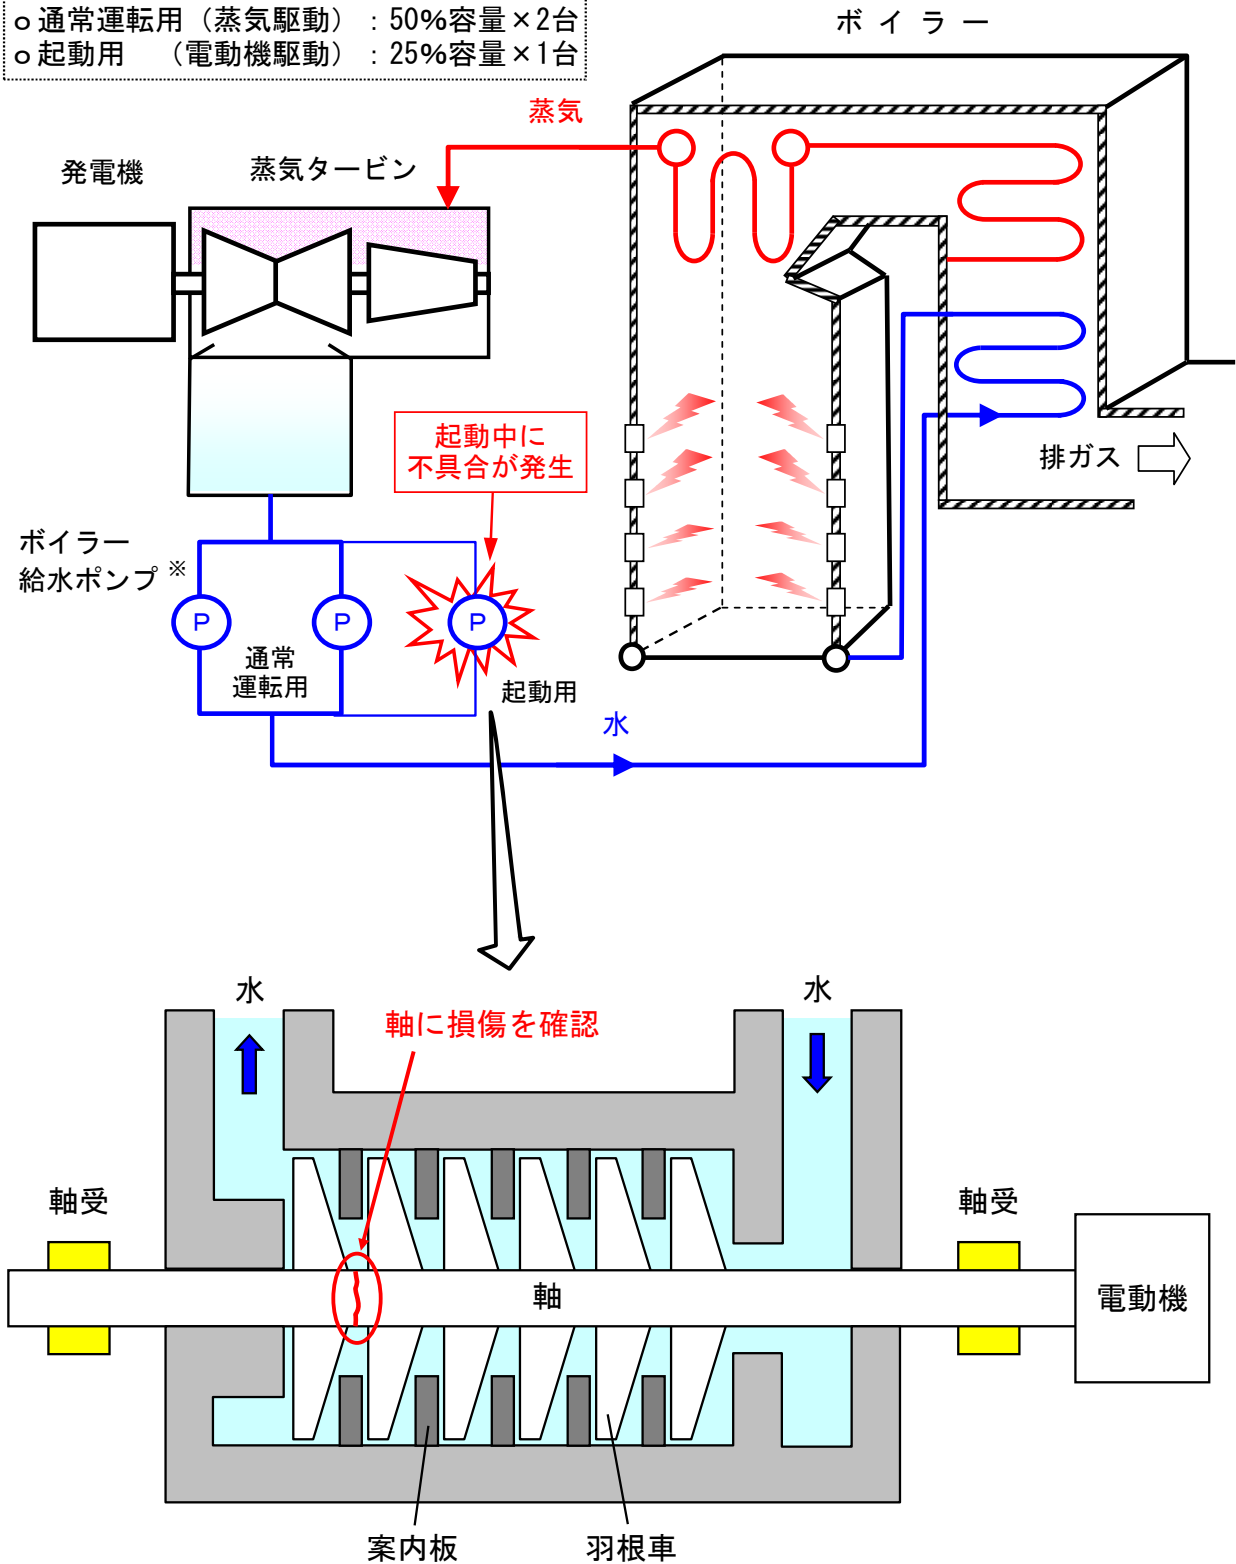 o 通常運転用（蒸気駆動）：50%容量×2台
o 起動用　（電動機駆動）：25%容量×1台
ボイラー
蒸気
発電機
蒸気タービン
起動中に
不具合が発生
排ガス
ボイラー
給水ポンプ※
P
P
P
通常
運転用
起動用
水
水
水
軸に損傷を確認
軸受
軸受
軸
電動機
案内板
羽根車